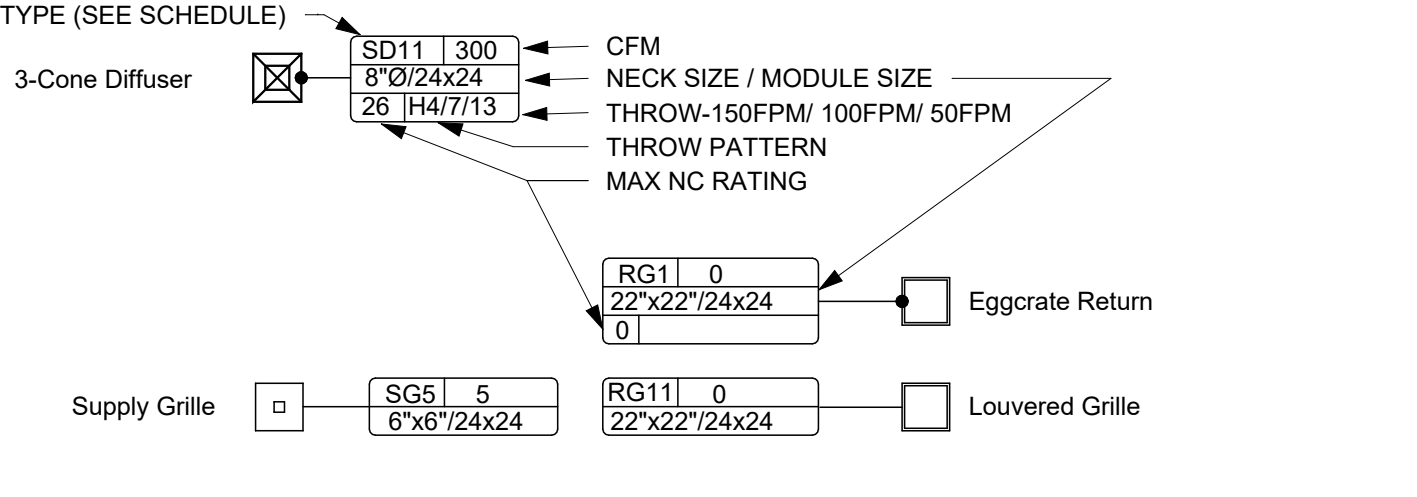 TYPE (SEE SCHEDULE)
3-Cone Diffuser
SD11 300
8"Ø/24x24
26 H4/7/13
CFM
NECK SIZE / MODULE SIZE
THROW-150FPM/ 100FPM/ 50FPM
THROW PATTERN
MAX NC RATING
RG1 0
22"x22"/24x24
0
Eggcrate Return
Supply Grille
SG5 5
6"x6"/24x24
RG11 0
22"x22"/24x24
Louvered Grille